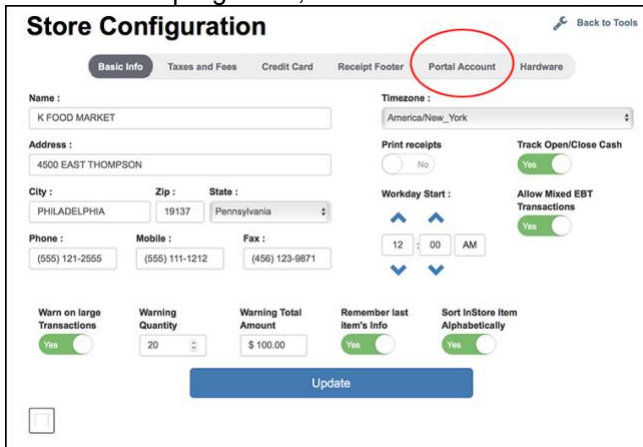 Store Configuration
Back to Tools
Basic Info Taxes and Fees Credit Card Receipt Footer Portal Account Hardware
Name :
K FOOD MARKET
Timezone :
America/New_York
Address :
4500 EAST THOMPSON
Print receipts
No
Track Open/Close Cash
Yes
City :
PHILADELPHIA
Zip :
19137
State :
Pennsylvania
Workday Start :
12 : 00 AM
Allow Mixed EBT
Transactions
Yes
Phone :
(555) 121-2555
Mobile :
(555) 111-1212
Fax :
(456) 123-9871
Warn on large
Transactions
Yes
Warning
Quantity
20
Warning Total
Amount
$ 100.00
Remember last
item's Info
Yes
Sort InStore Item
Alphabetically
Yes
Update